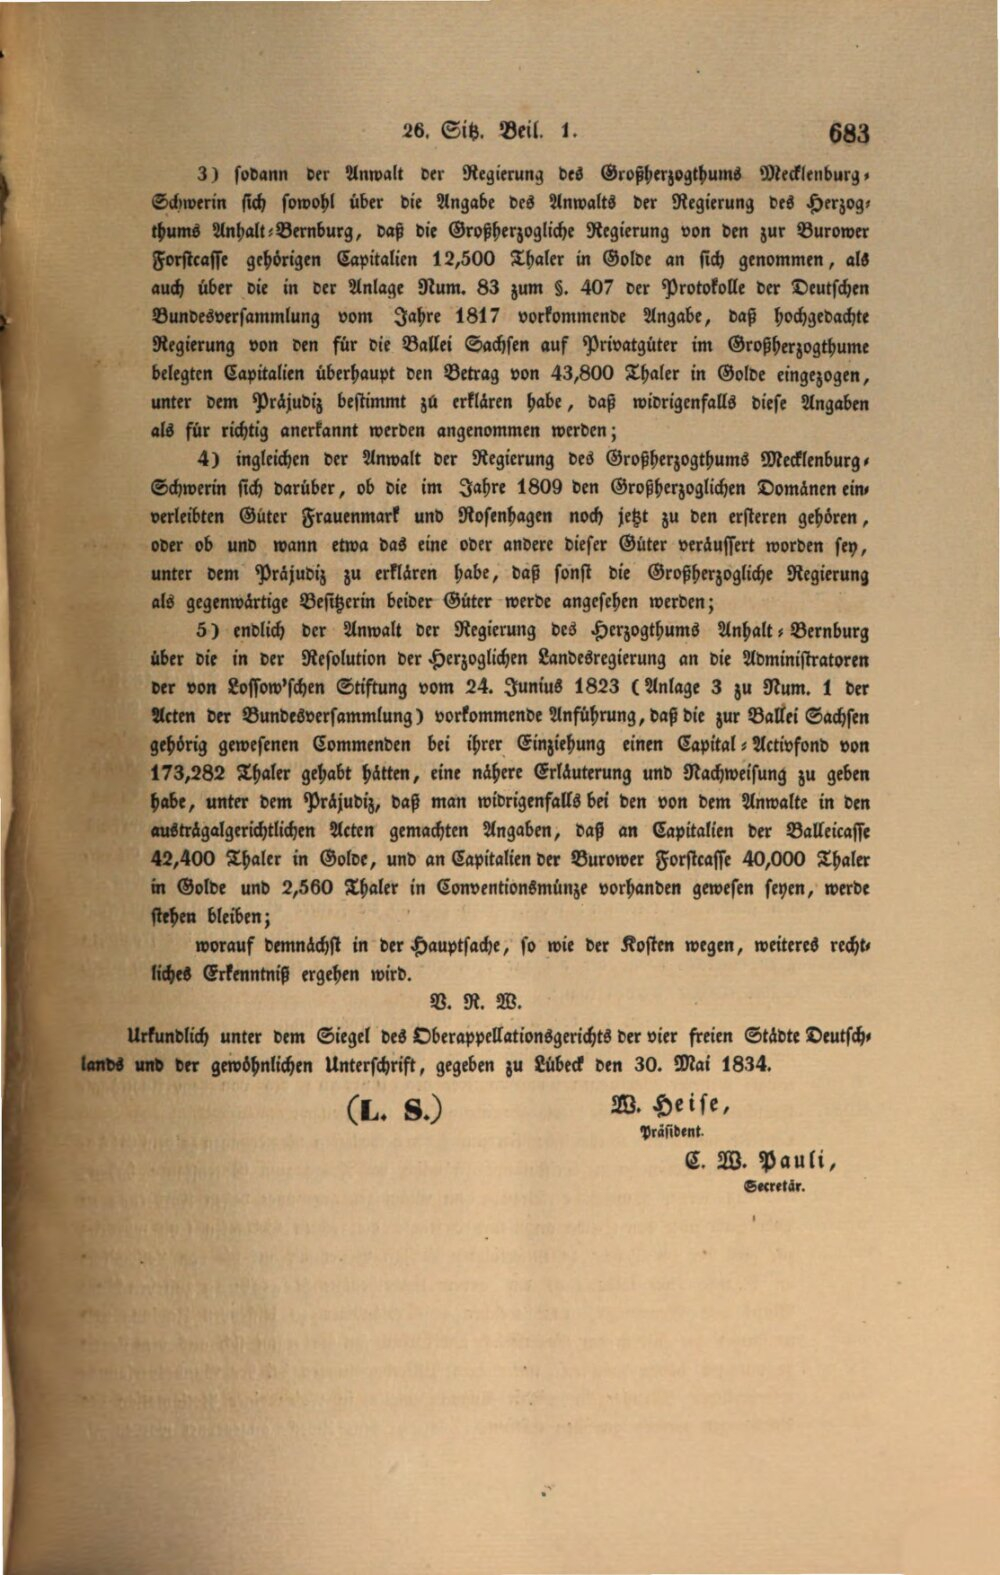 26. Sitz. Beil. 1. 683
3) sodann der Anwalt der Regierung des Großherzogthums Mecklenburg-
Schwerin sich sowohl über die Angabe des Anwalts der Regierung des Herzog-
thums Anhalt-Bernburg, daß die Großherzogliche Regierung von den zur Burower
Forstcasse gehörigen Capitalien 12,500 Thaler in Golde an sich genommen, als
auch über die in der Anlage Num. 83 zum §. 407 der Protokolle der Deutschen
Bundesversammlung vom Jahre 1817 vorkommende Angabe, daß hochgedachte
Regierung von den für die Ballei Sachsen auf Privatgüter im Großherzogthume
belegten Capitalien überhaupt den Betrag von 43,800 Thaler in Golde eingezogen,
unter dem Präjudiz bestimmt zu erklären habe, daß widrigenfalls diese Angaben
als für richtig anerkannt werden angenommen werden;
4) ingleichen der Anwalt der Regierung des Großherzogthums Mecklenburg-
Schwerin sich darüber, ob die im Jahre 1809 den Großherzoglichen Domänen ein-
verleibten Güter Frauenmark und Rosenhagen noch jetzt zu den ersteren gehören,
oder ob und wann etwa das eine oder andere dieser Güter veräussert worden sey,
unter dem Präjudiz zu erklären habe, daß sonst die Großherzogliche Regierung
als gegenwärtige Besitzerin beider Güter werde angesehen werden;
5) endlich der Anwalt der Regierung des Herzogthums Anhalt-Bernburg
über die in der Resolution der Herzoglichen Landesregierung an die Administratoren
der von Lossow'schen Stiftung vom 24. Junius 1823 (Anlage 3 zu Num. 1 der
Acten der Bundesversammlung) vorkommende Anführung, daß die zur Ballei Sachsen
gehörig gewesenen Commenden bei ihrer Einziehung einen Capital-Activfond von
173,282 Thaler gehabt hätten, eine nähere Erläuterung und Nachweisung zu geben
habe, unter dem Präjudiz, daß man widrigenfalls bei den von dem Anwalte in den
austrägalgerichtlichen Acten gemachten Angaben, daß an Capitalien der Balleicasse
42,400 Thaler in Golde, und an Capitalien der Burower Forstcasse 40,000 Thaler
in Golde und 2,560 Thaler in Conventionsmünze vorhanden gewesen seyen, werde
stehen bleiben;
worauf demnächst in der Hauptsache, so wie der Kosten wegen, weiteres recht-
liches Erkenntniß ergehen wird.
V. R. W.
Urkundlich unter dem Siegel des Oberappellationsgerichts der vier freien Städte Deutsch-
lands und der gewöhnlichen Unterschrift, gegeben zu Lübeck den 30. Mai 1834.
(L. S.) W. Heise,
Präsident.
C. W. Pauli,
Secretär.